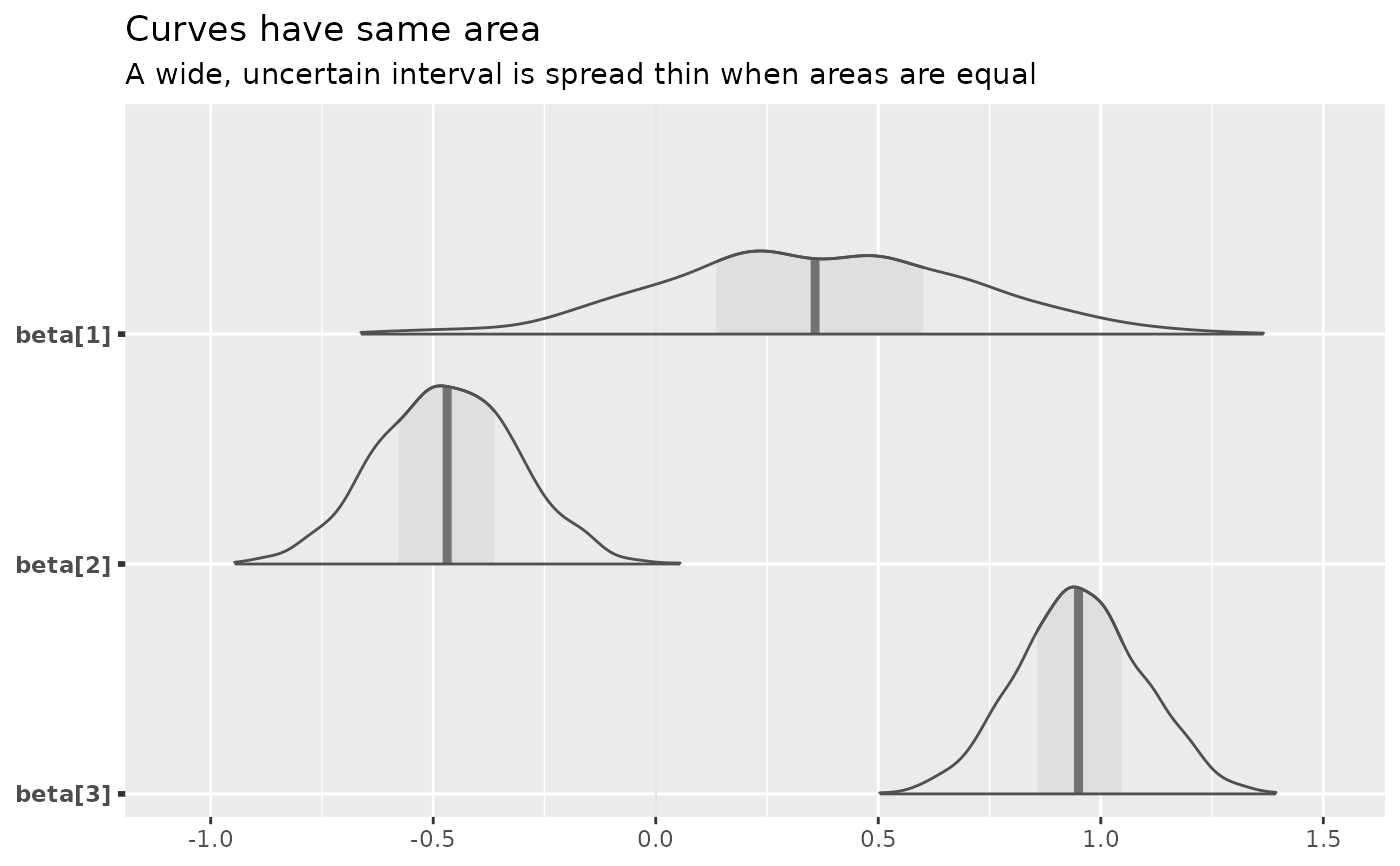 Curves have same area
A wide, uncertain interval is spread thin when areas are equal
beta[1]
beta[2]
beta[3]
-1.0 -0.5 0.0 0.5 1.0 1.5